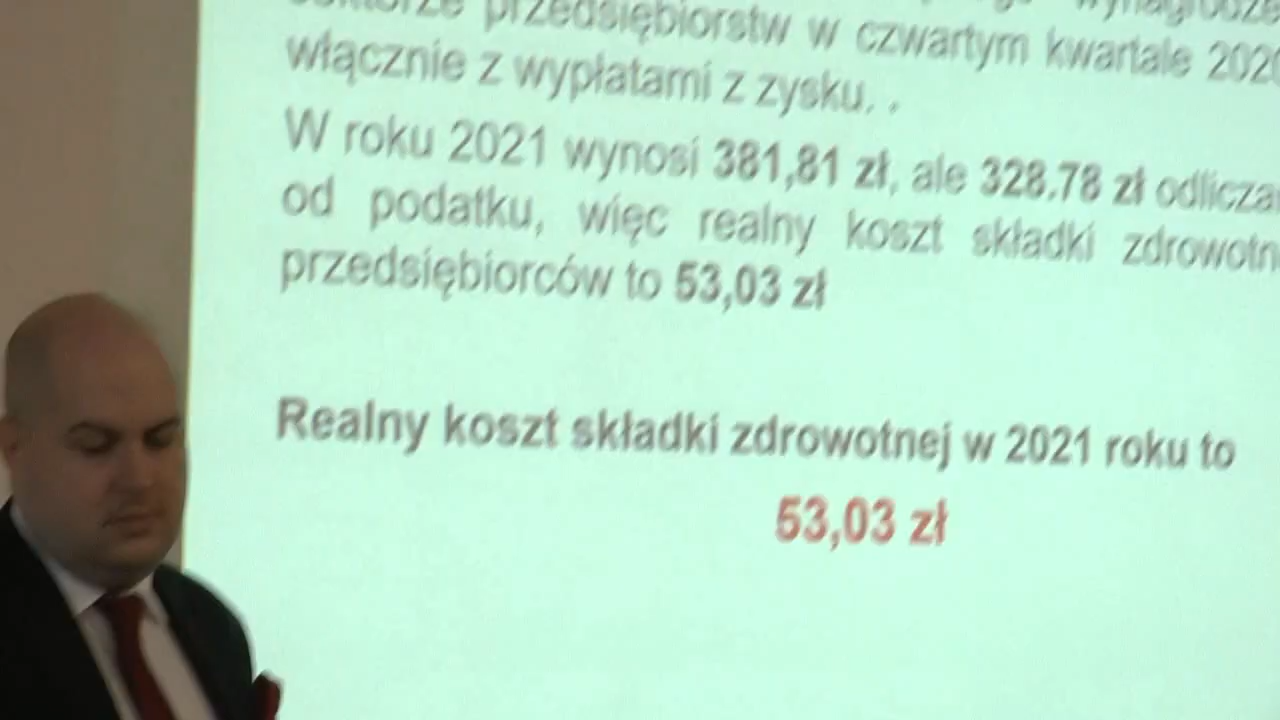 przedsiębiorstw w czwartym kwartale 2020
włącznie z wypłatami z zysku. .
W roku 2021 wynosi 381,81 zł, ale 328.78 zł
od podatku, więc realny koszt składki
przedsiębiorców to 53,03 zł
Realny koszt składki zdrowotnej w 2021 roku to
53,03 zł